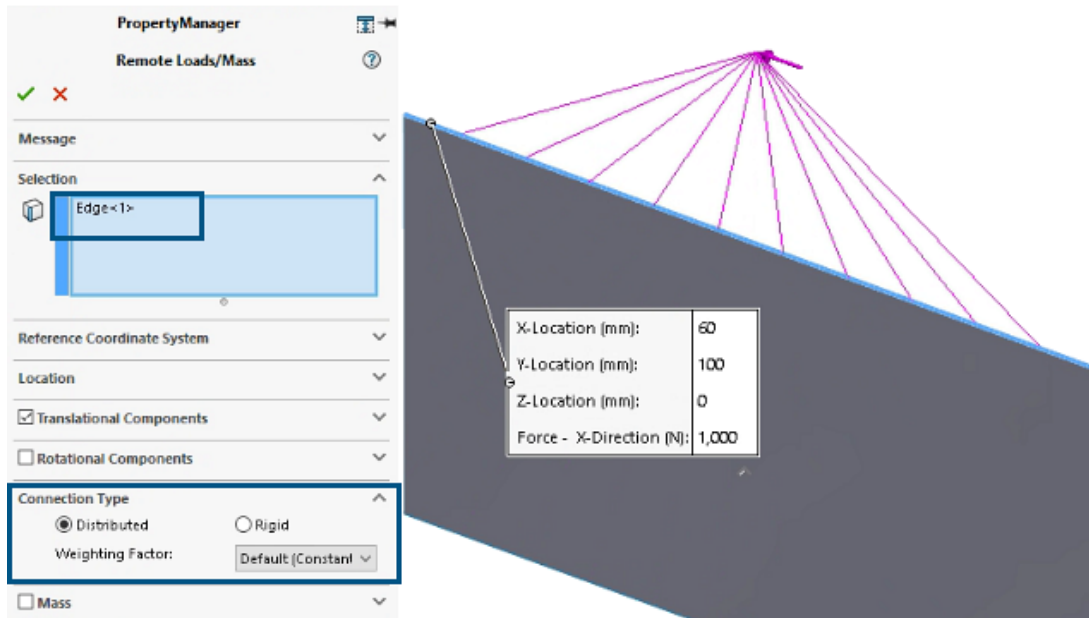 PropertyManager
Remote Loads/Mass
Message
Selection
Edge<1>
Reference Coordinate System
Location
Translational Components
Rotational Components
Connection Type
Distributed Rigid
Weighting Factor: Default (Constant
Mass
X-Location (mm): 60
Y-Location (mm): 100
Z-Location (mm): 0
Force - X-Direction (N): 1,000